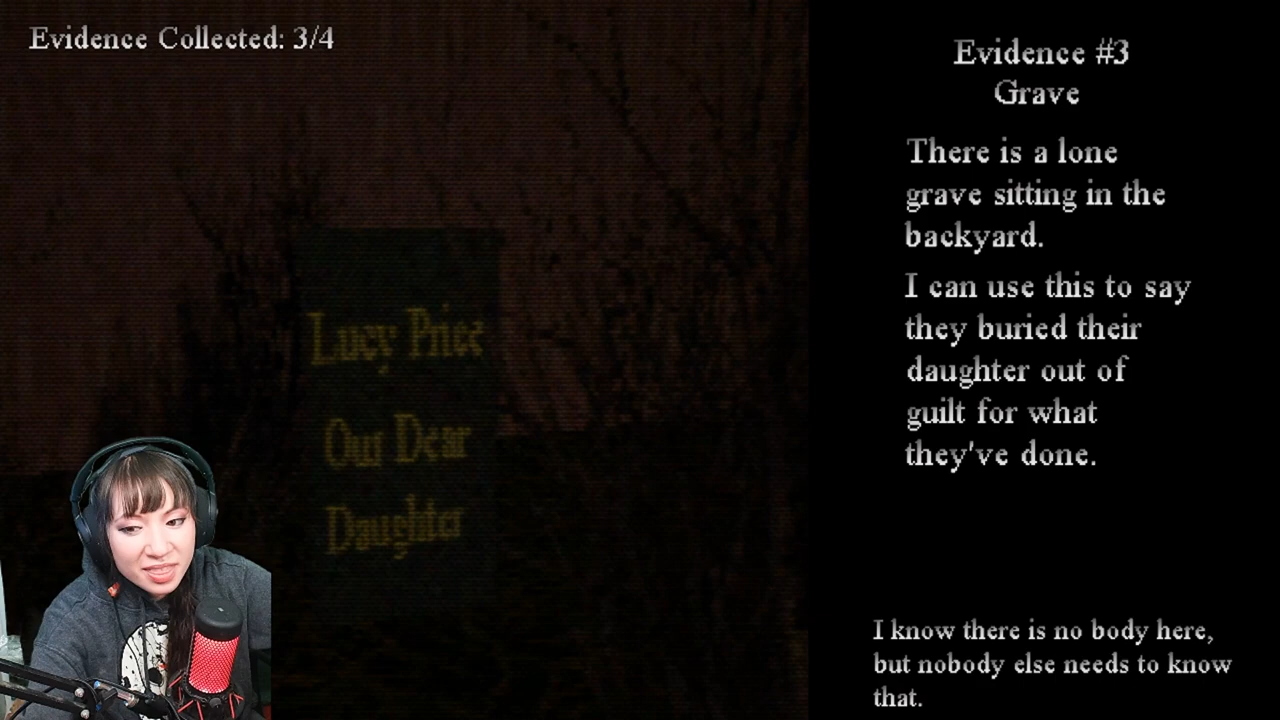 Evidence Collected: 3/4
Lucy Price
Our Dear
Daughter
Evidence #3
Grave
There is a lone
grave sitting in the
backyard.
I can use this to say
they buried their
daughter out of
guilt for what
they've done.
I know there is no body here,
but nobody else needs to know
that.